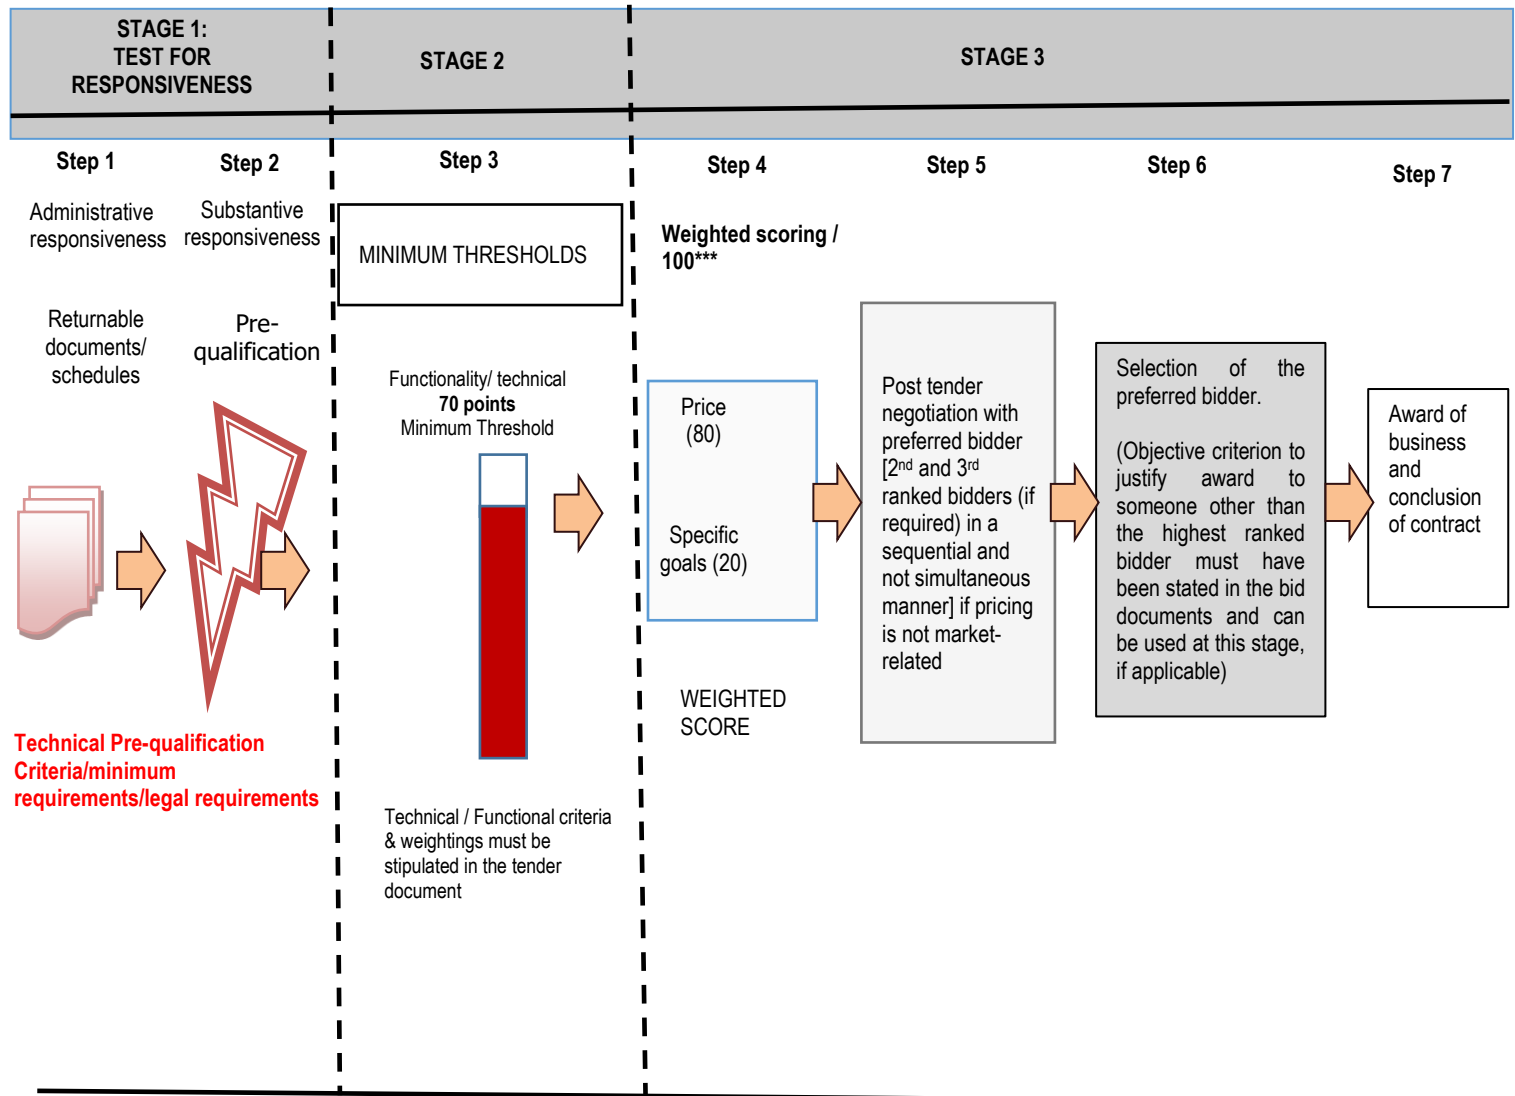 STAGE 1:
TEST FOR
RESPONSIVENESS
STAGE 2
STAGE 3
Step 1
Step 2
Step 3
Step 4
Step 5
Step 6
Step 7
Administrative
responsiveness
Substantive
responsiveness
MINIMUM THRESHOLDS
Weighted scoring /
100***
Returnable
documents/
schedules
Pre-
qualification
Functionality/ technical
70 points
Minimum Threshold
Price
(80)
Specific
goals (20)
WEIGHTED
SCORE
Post tender
negotiation with
preferred bidder
[2nd and 3rd
ranked bidders (if
required) in a
sequential and
not simultaneous
manner] if pricing
is not market-
related
Selection of the
preferred bidder.
(Objective criterion to
justify award to
someone other than
the highest ranked
bidder must have
been stated in the bid
documents and can
be used at this stage,
if applicable)
Award of
business
and
conclusion
of contract
Technical Pre-qualification
Criteria/minimum
requirements/legal requirements
Technical / Functional criteria
& weightings must be
stipulated in the tender
document